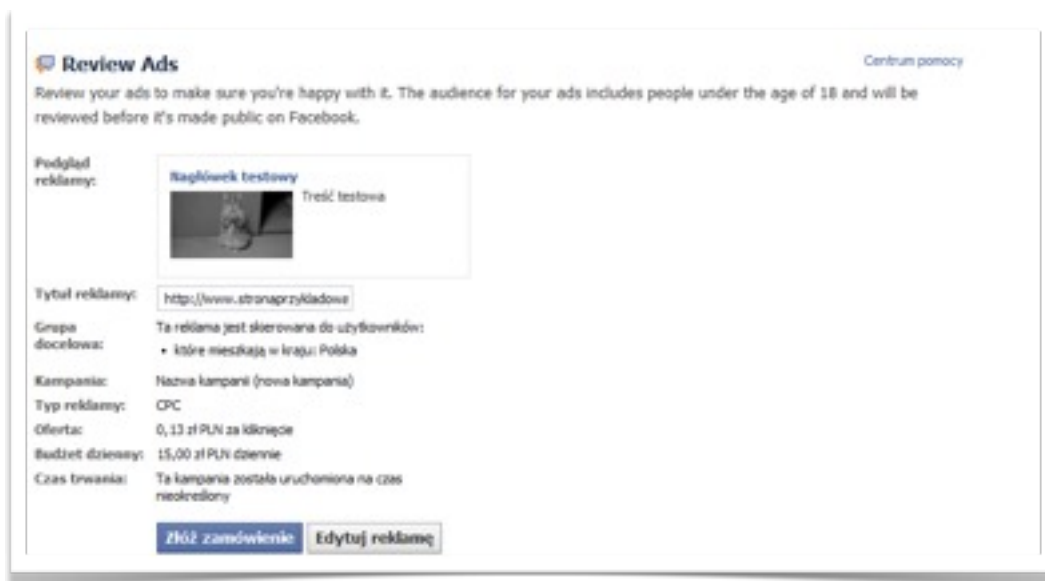 Review Ads
Centrum pomocy
Review your ads to make sure you're happy with it. The audience for your ads includes people under the age of 18 and will be
reviewed before it's made public on Facebook.
Podgląd
reklamy:
Nagłówek testowy
Treść testowa
Tytuł reklamy:
http://www.stronaprzykladowa
Grupa
docelowa:
Ta reklama jest skierowana do użytkowników:
• które mieszkają w kraju: Polska
Kampania:
Nazwa kampanii (nowa kampania)
Typ reklamy:
CPC
Oferta:
0,13 zł PLN za kliknięcie
Budżet dzienny:
15,00 zł PLN dziennie
Czas trwania:
Ta kampania została uruchomiona na czas
nieokreślony
Złóż zamówienie
Edytuj reklamę